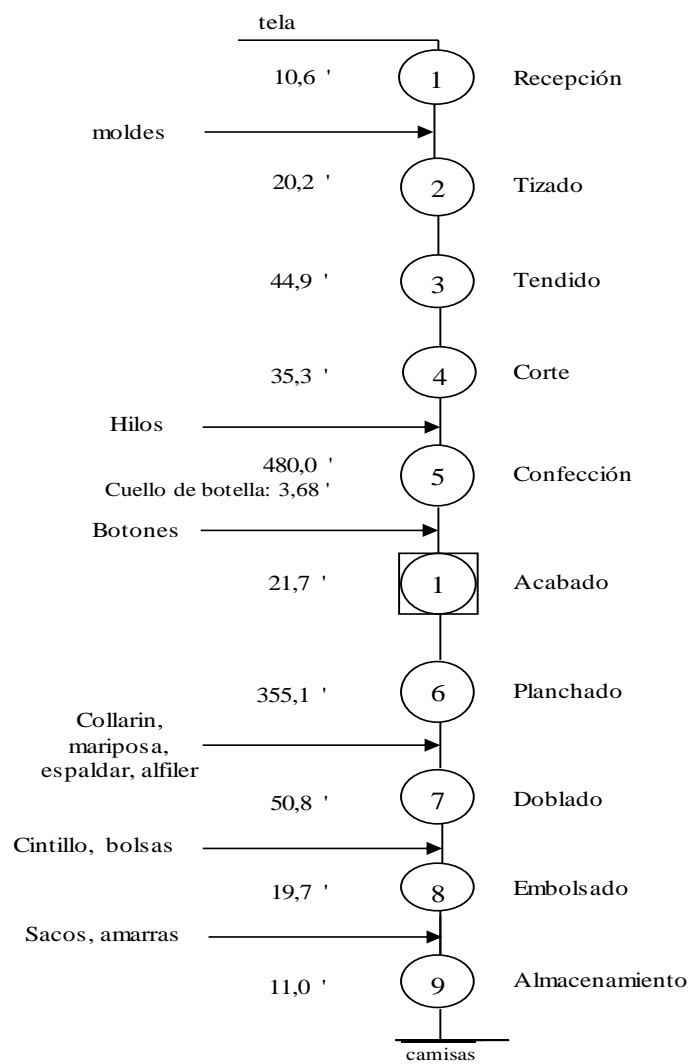 tela
10,6 ' 1 Recepción
moldes
20,2 ' 2 Tizado
44,9 ' 3 Tendido
35,3 ' 4 Corte
Hilos
480,0 ' 5 Confección
Cuello de botella: 3,68 '
Botones
21,7 ' 1 Acabado
355,1 ' 6 Planchado
Collarin,
mariposa,
espaldar, alfiler
50,8 ' 7 Doblado
Cintillo, bolsas
19,7 ' 8 Embolsado
Sacos, amarras
11,0 ' 9 Almacenamiento
camisas